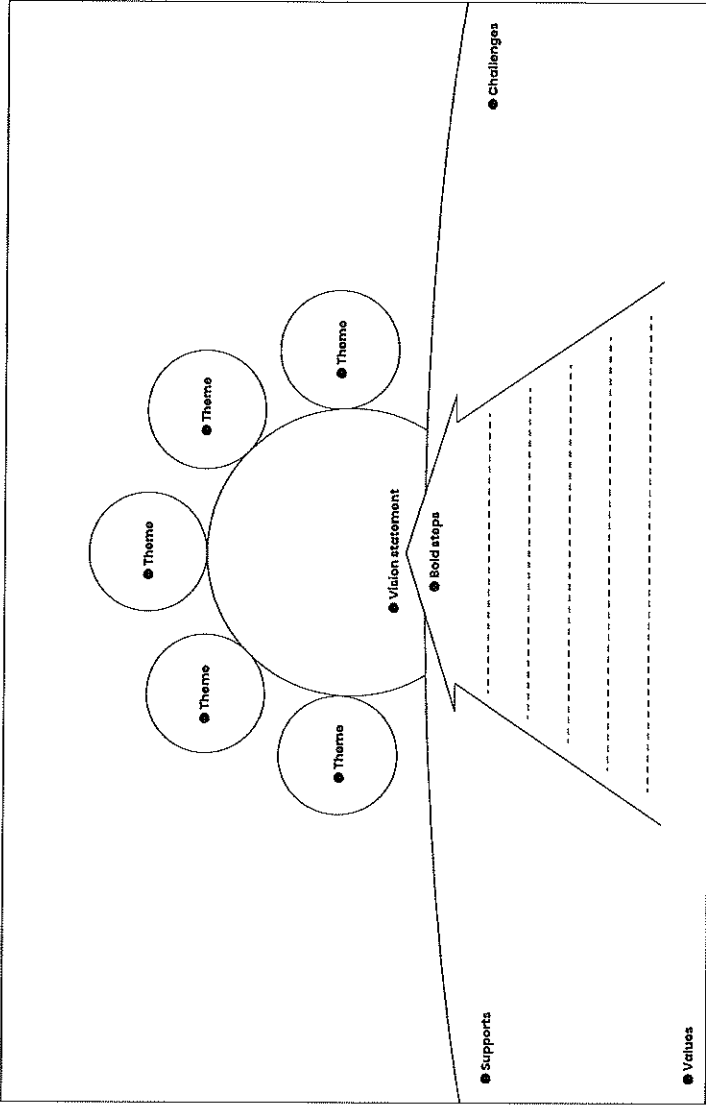 Theme
Theme
Theme
Theme
Theme
Vision statement
Bold steps
Supports
Challenges
Values